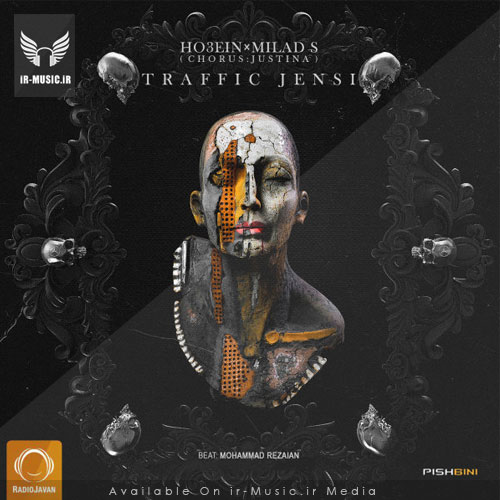 iR-MUSIC.iR
HO3EIN×MILAD S
(CHORUS:JUSTINA)
TRAFFIC JENSI
BEAT: MOHAMMAD REZAIAN
PISHBINI
RADIOJAVAN
Available On ir-Music.ir Media